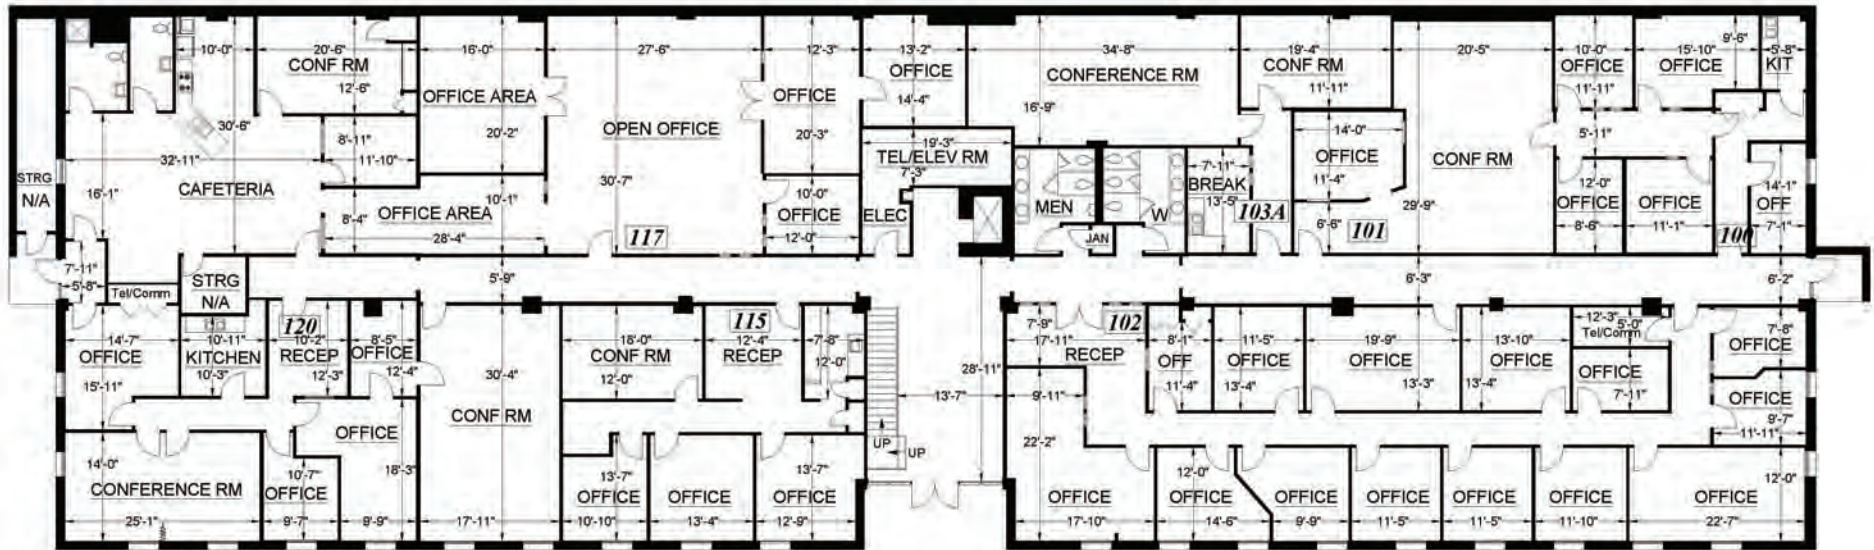 10'-0"
20'-6"
CONF RM
12'-6"
16'-0"
OFFICE AREA
20'-2"
27'-6"
OPEN OFFICE
30'-7"
117
12'-3"
OFFICE
20'-3"
10'-0"
OFFICE
12'-0"
13'-2"
OFFICE
14'-4"
19'-3"
TEL/ELEV RM
7'-3"
ELEC
34'-8"
CONFERENCE RM
16'-9"
19'-4"
CONF RM
11'-11"
14'-0"
OFFICE
11'-4"
6'-6"
101
20'-5"
CONF RM
29'-9"
10'-0"
OFFICE
11'-11"
15'-10"
OFFICE
9'-6"
5'-8"
KIT
5'-11"
12'-0"
OFFICE
8'-6"
OFFICE
11'-1"
100
14'-1"
OFF
7'-1"
30'-6"
32'-11"
CAFETERIA
16'-1"
8'-11"
11'-10"
8'-4"
OFFICE AREA
10'-1"
28'-4"
STRG
N/A
MEN
W
JAN
7'-11"
BREAK
13'-5"
103A
7'-11"
5'-8"
Tel/Comm
STRG
N/A
5'-9"
6'-3"
6'-2"
14'-7"
OFFICE
15'-11"
10'-11"
KITCHEN
10'-3"
120
10'-2"
RECEP
12'-3"
8'-5"
OFFICE
12'-4"
30'-4"
CONF RM
17'-11"
18'-0"
CONF RM
12'-0"
115
12'-4"
RECEP
7'-8"
12'-0"
UP
UP
13'-7"
28'-11"
7'-9"
17'-11"
RECEP
102
9'-11"
22'-2"
8'-1"
OFF
11'-4"
11'-5"
OFFICE
13'-4"
19'-9"
OFFICE
13'-3"
13'-10"
OFFICE
13'-4"
12'-3"
5'-0"
Tel/Comm
OFFICE
7'-11"
7'-8"
OFFICE
OFFICE
9'-7"
11'-11"
14'-0"
CONFERENCE RM
25'-1"
10'-7"
OFFICE
9'-7"
OFFICE
18'-3"
9'-9"
13'-7"
OFFICE
10'-10"
OFFICE
13'-4"
13'-7"
OFFICE
12'-9"
OFFICE
17'-10"
12'-0"
OFFICE
14'-6"
OFFICE
9'-9"
OFFICE
11'-5"
OFFICE
11'-5"
OFFICE
11'-10"
OFFICE
12'-0"
22'-7"